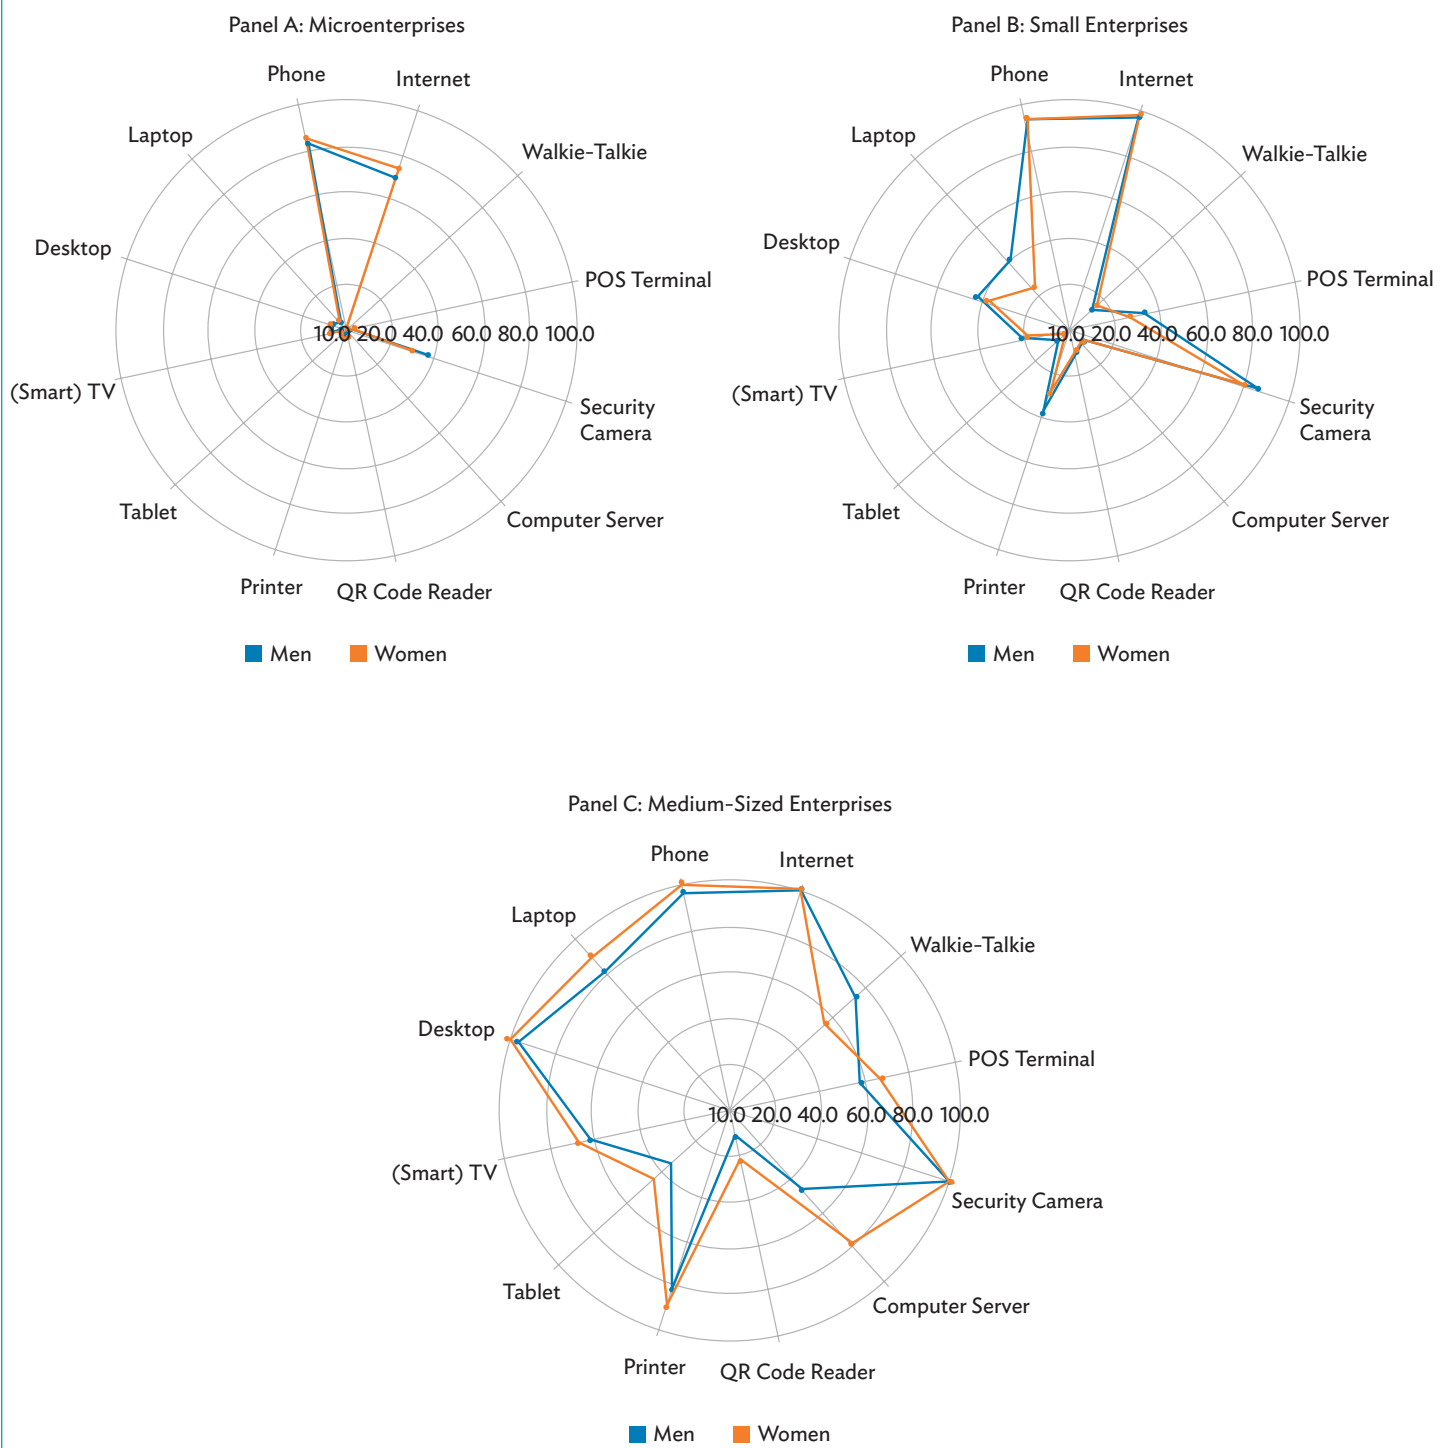 Panel A: Microenterprises
Phone
Internet
Laptop
Walkie-Talkie
Desktop
POS Terminal
10.0 20.0 40.0 60.0 80.0 100.0
(Smart) TV
Security
Camera
Tablet
Computer Server
Printer
QR Code Reader
Men
Women
Panel B: Small Enterprises
Phone
Internet
Laptop
Walkie-Talkie
Desktop
POS Terminal
10.0 20.0 40.0 60.0 80.0 100.0
(Smart) TV
Security
Camera
Tablet
Computer Server
Printer
QR Code Reader
Men
Women
Panel C: Medium-Sized Enterprises
Phone
Internet
Laptop
Walkie-Talkie
Desktop
POS Terminal
10.0 20.0 40.0 60.0 80.0 100.0
(Smart) TV
Security Camera
Tablet
Computer Server
Printer
QR Code Reader
Men
Women